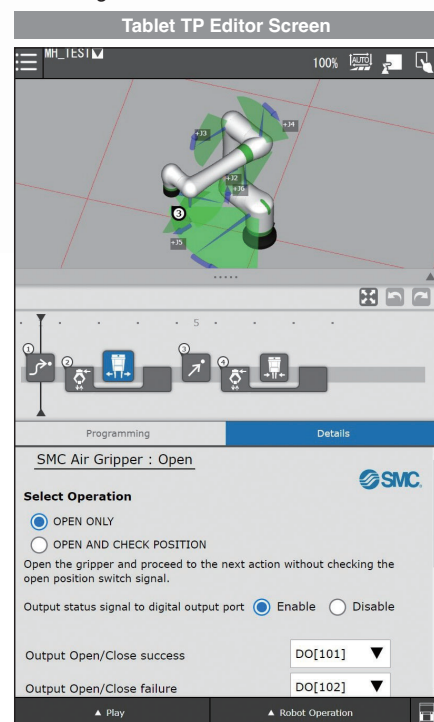 Tablet TP Editor Screen
MH_TEST
100%
AUTO
+J3
+J4
+J2
+J6
3
+J5
5
1
2
3
4
Programming
Details
SMC Air Gripper : Open
SMC.
Select Operation
OPEN ONLY
OPEN AND CHECK POSITION
Open the gripper and proceed to the next action without checking the
open position switch signal.
Output status signal to digital output port Enable Disable
Output Open/Close success DO[101] ▼
Output Open/Close failure DO[102] ▼
▲ Play
▲ Robot Operation